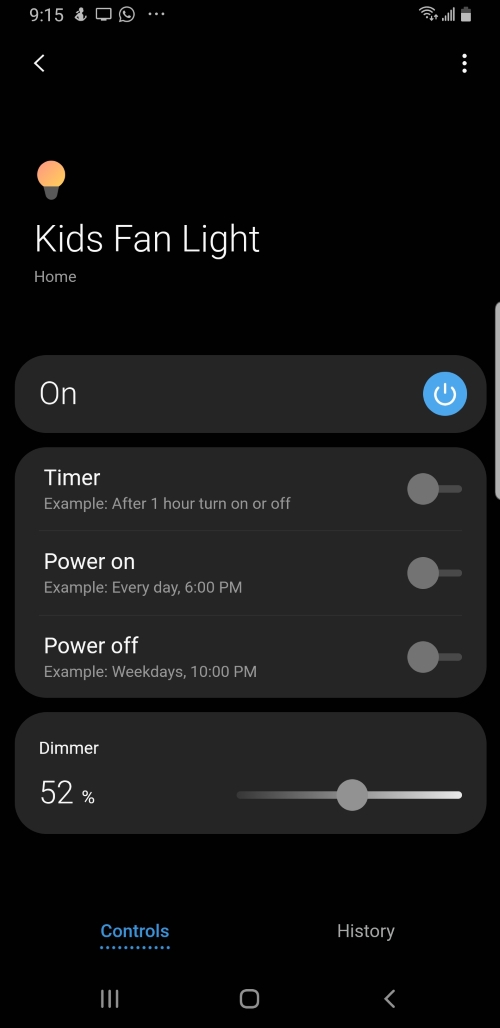 9:15
Kids Fan Light
Home
On
Timer
Example: After 1 hour turn on or off
Power on
Example: Every day, 6:00 PM
Power off
Example: Weekdays, 10:00 PM
Dimmer
52 %
Controls
History